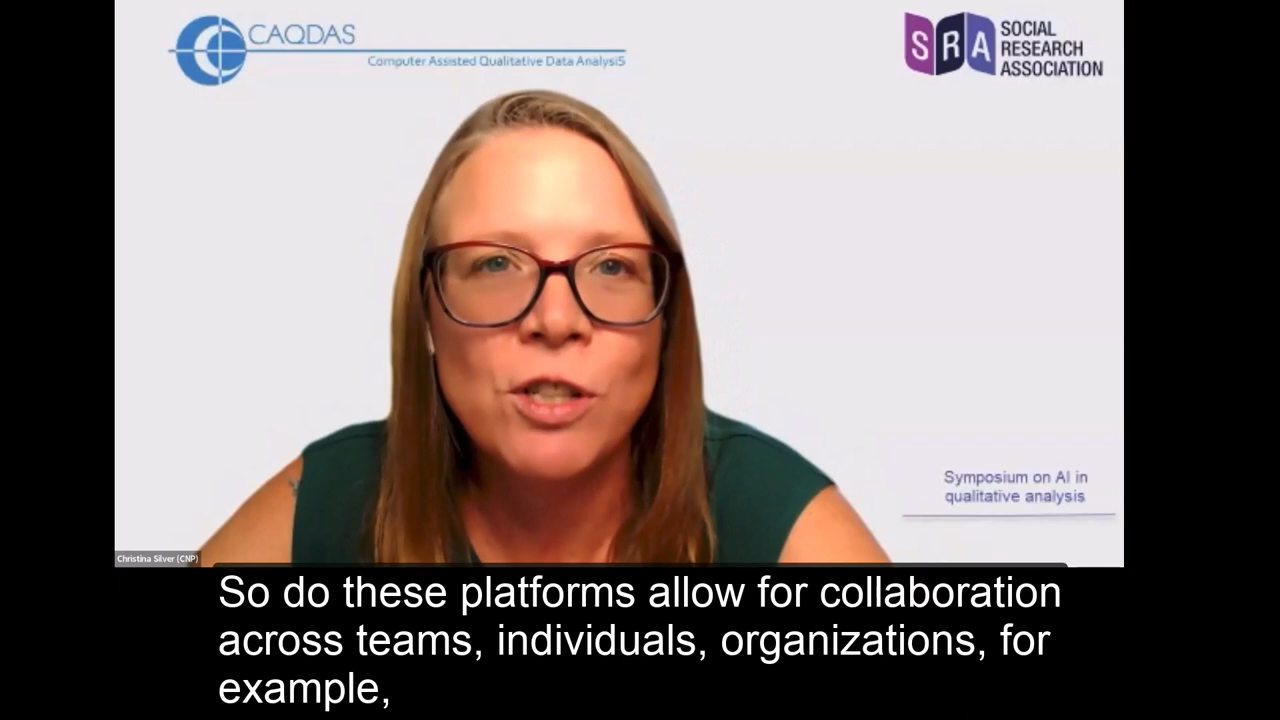 CAQDAS
Computer Assisted Qualitative Data AnalysiS
SRA
SOCIAL
RESEARCH
ASSOCIATION
Symposium on AI in
qualitative analysis
Christina Silver (CNP)
So do these platforms allow for collaboration
across teams, individuals, organizations, for
example,